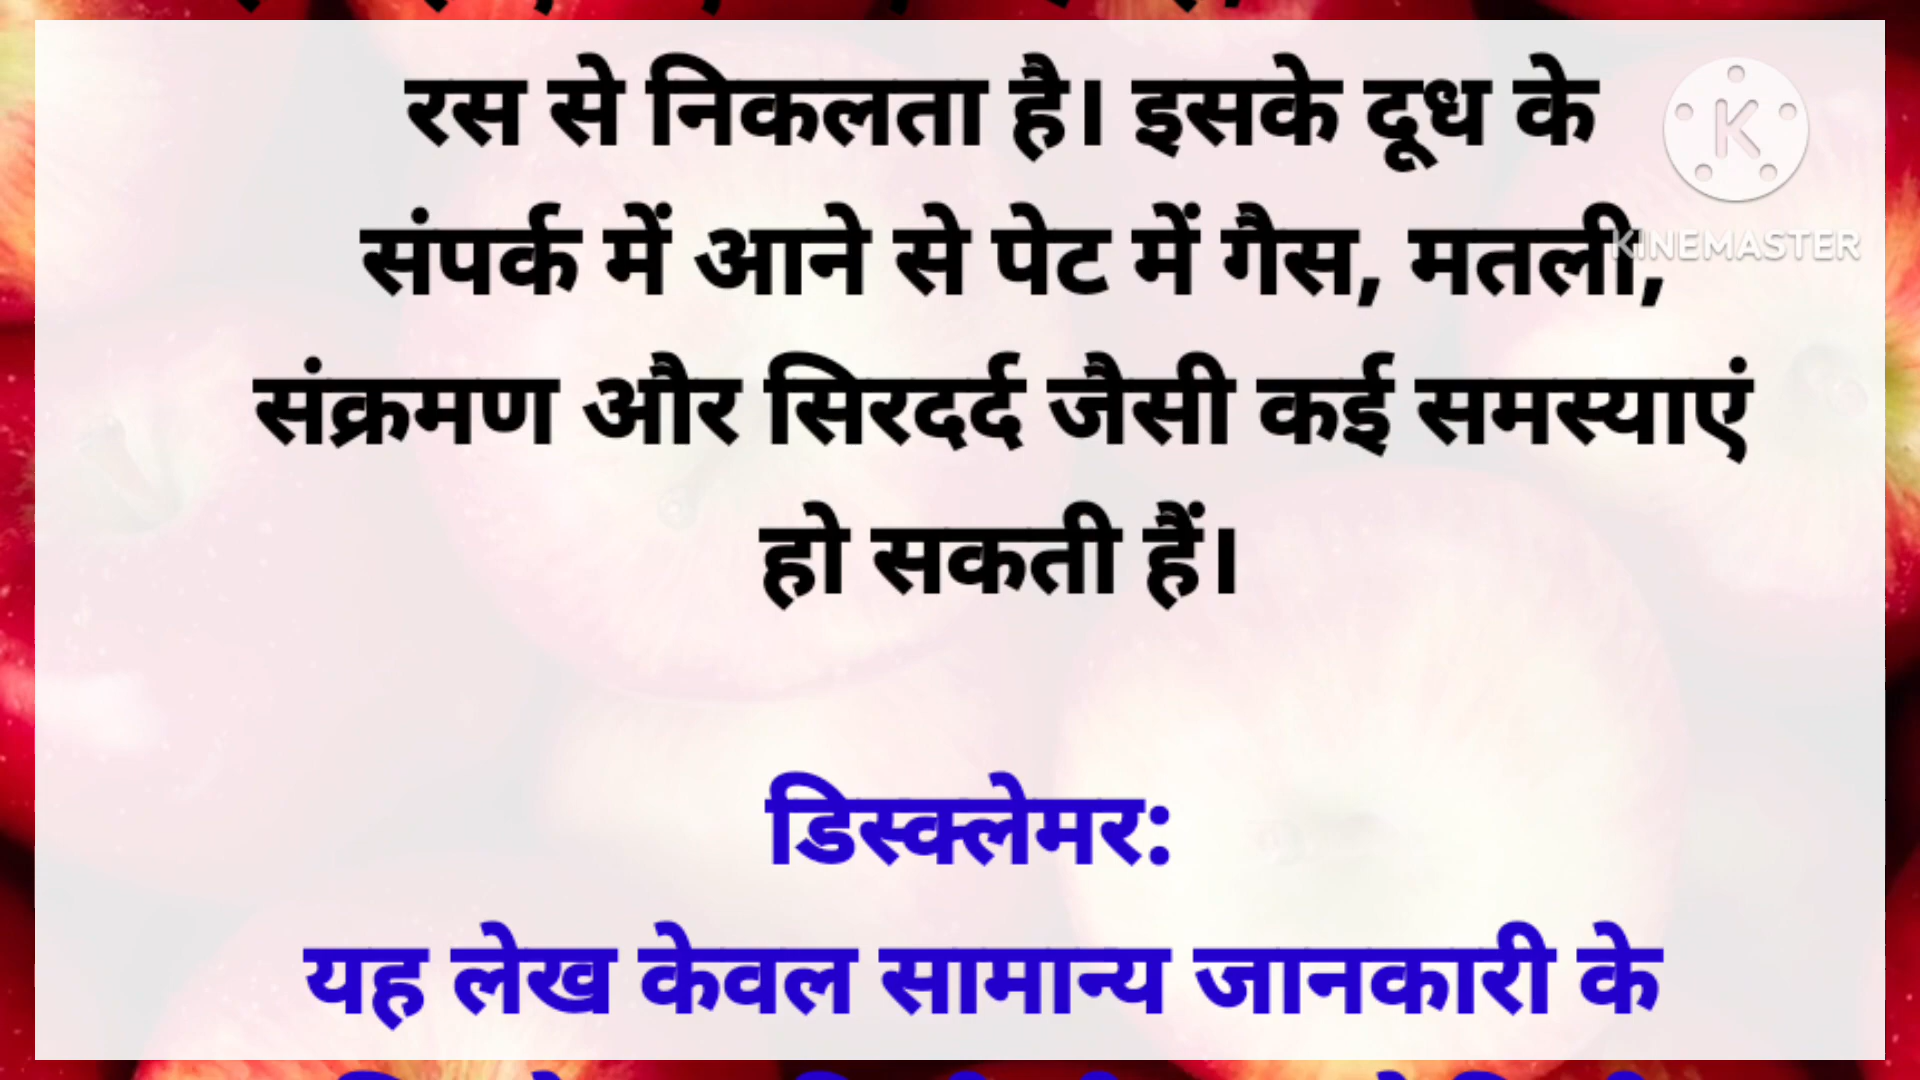 रस से निकलता है। इसके दूध के
संपर्क में आने से पेट में गैस, मतली,
संक्रमण और सिरदर्द जैसी कई समस्याएं
हो सकती हैं।
डिस्क्लेमर:
यह लेख केवल सामान्य जानकारी के
K
KINEMASTER